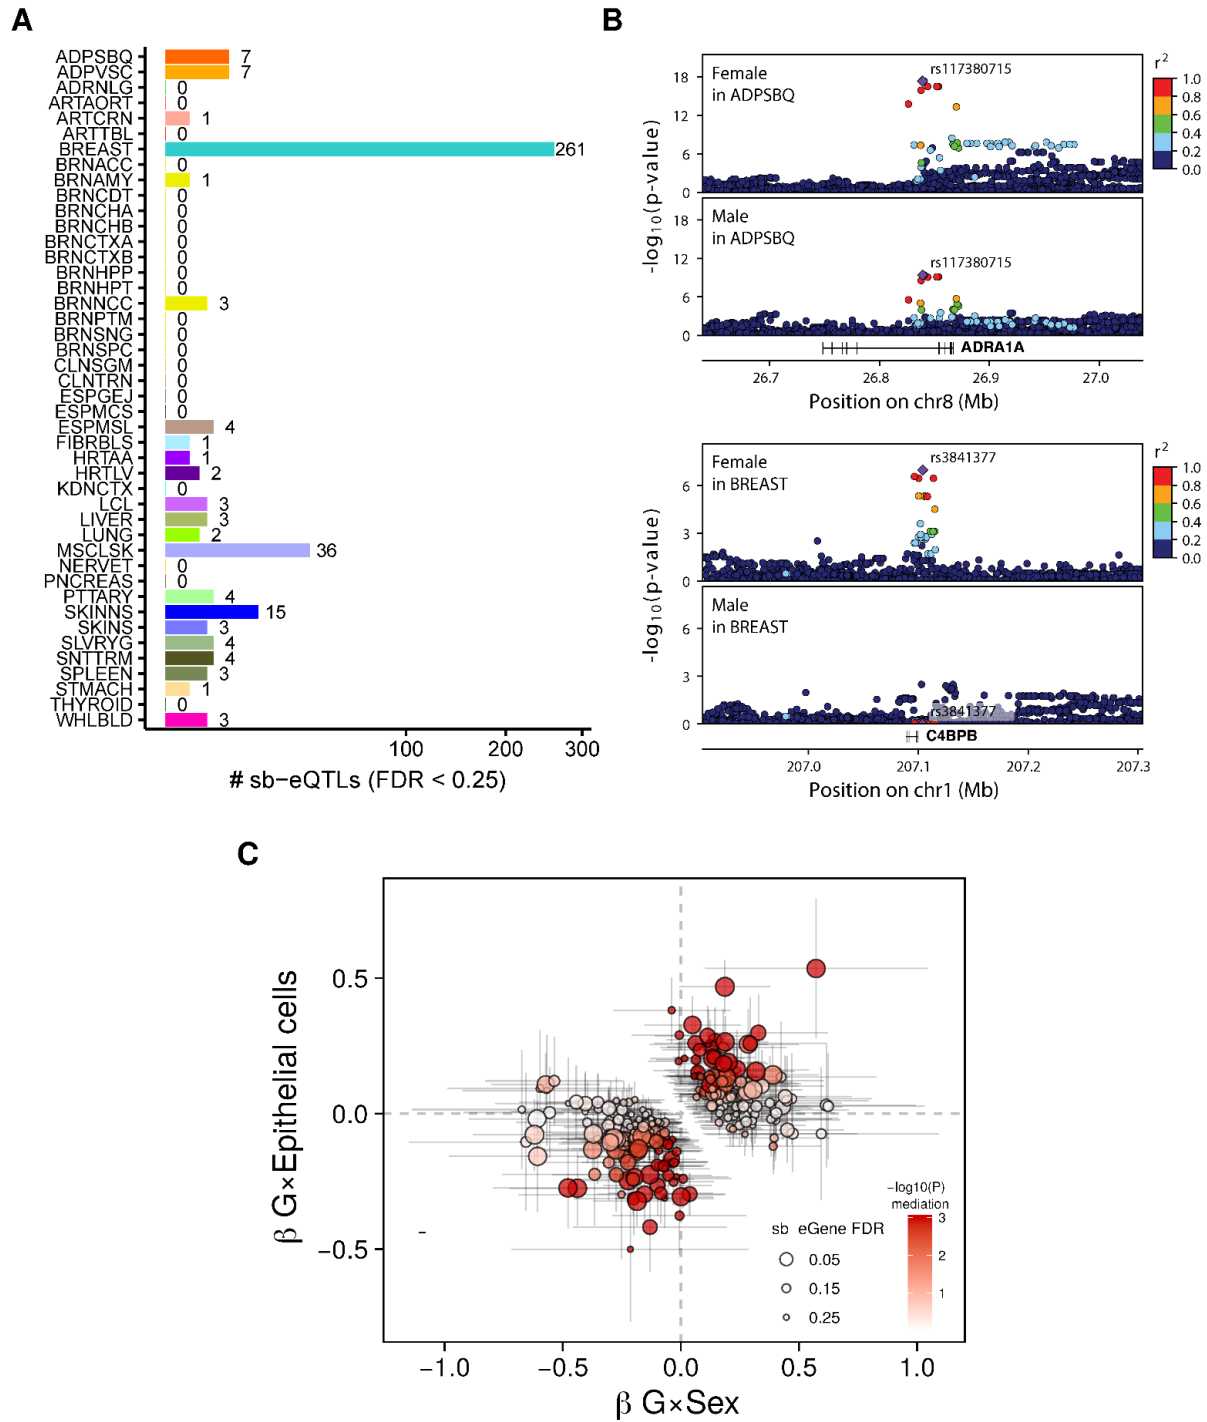 A
ADPSBQ 7
ADPVSC 7
ADRNLG 0
ARTAORT 0
ARTCRN 1
ARTTBL 0
BREAST 261
BRNACC 0
BRNAMY 1
BRNCDT 0
BRNCHA 0
BRNCHB 0
BRNCTXA 0
BRNCTXB 0
BRNHPP 0
BRNHPT 0
BRNNCC 3
BRNPTM 0
BRNSNG 0
BRNSPC 0
CLNSGM 0
CLNTRN 0
ESPGEJ 0
ESPMCS 0
ESPMSL 4
FIBRBLS 1
HRTAA 1
HRTLV 2
KDNCTX 0
LCL 3
LIVER 3
LUNG 2
MSCLSK 36
NERVET 0
PNCREAS 0
PTTARY 4
SKINNS 15
SKINS 3
SLVRYG 4
SNTTRM 4
SPLEEN 3
STMACH 1
THYROID 0
WHLBLD 3
100 200 300
# sb−eQTLs (FDR < 0.25)
B
Female
in ADPSBQ
rs117380715
18
12
6
0
Male
in ADPSBQ
rs117380715
18
12
6
0
-log10(p-value)
ADRA1A
26.7 26.8 26.9 27.0
Position on chr8 (Mb)
r2
1.0
0.8
0.6
0.4
0.2
0.0
Female
in BREAST
rs3841377
6
3
0
Male
in BREAST
rs3841377
6
3
0
-log10(p-value)
C4BPB
207.0 207.1 207.2 207.3
Position on chr1 (Mb)
r2
1.0
0.8
0.6
0.4
0.2
0.0
C
β G×Epithelial cells
0.5
0.0
−0.5
−1.0 −0.5 0.0 0.5 1.0
β G×Sex
sb eGene FDR
0.05
0.15
0.25
−log10(P)
mediation
3
2
1